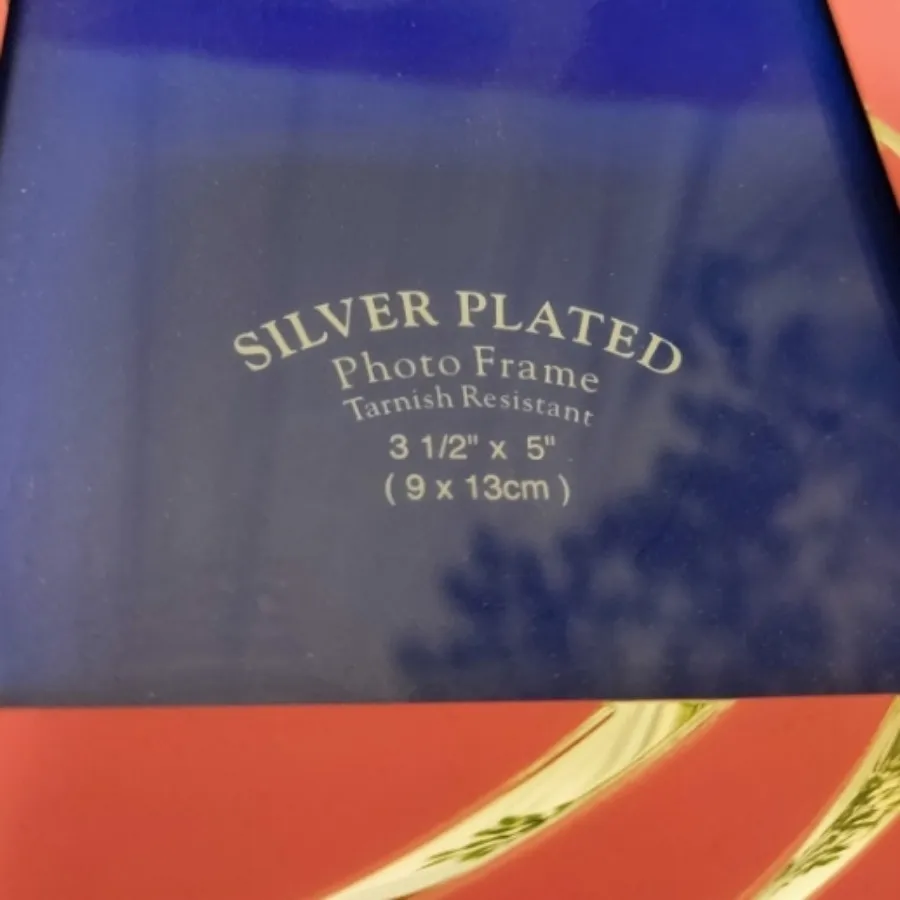 SILVER PLATED
Photo Frame
Tarnish Resistant
3 1/2" x 5"
( 9 x 13cm )